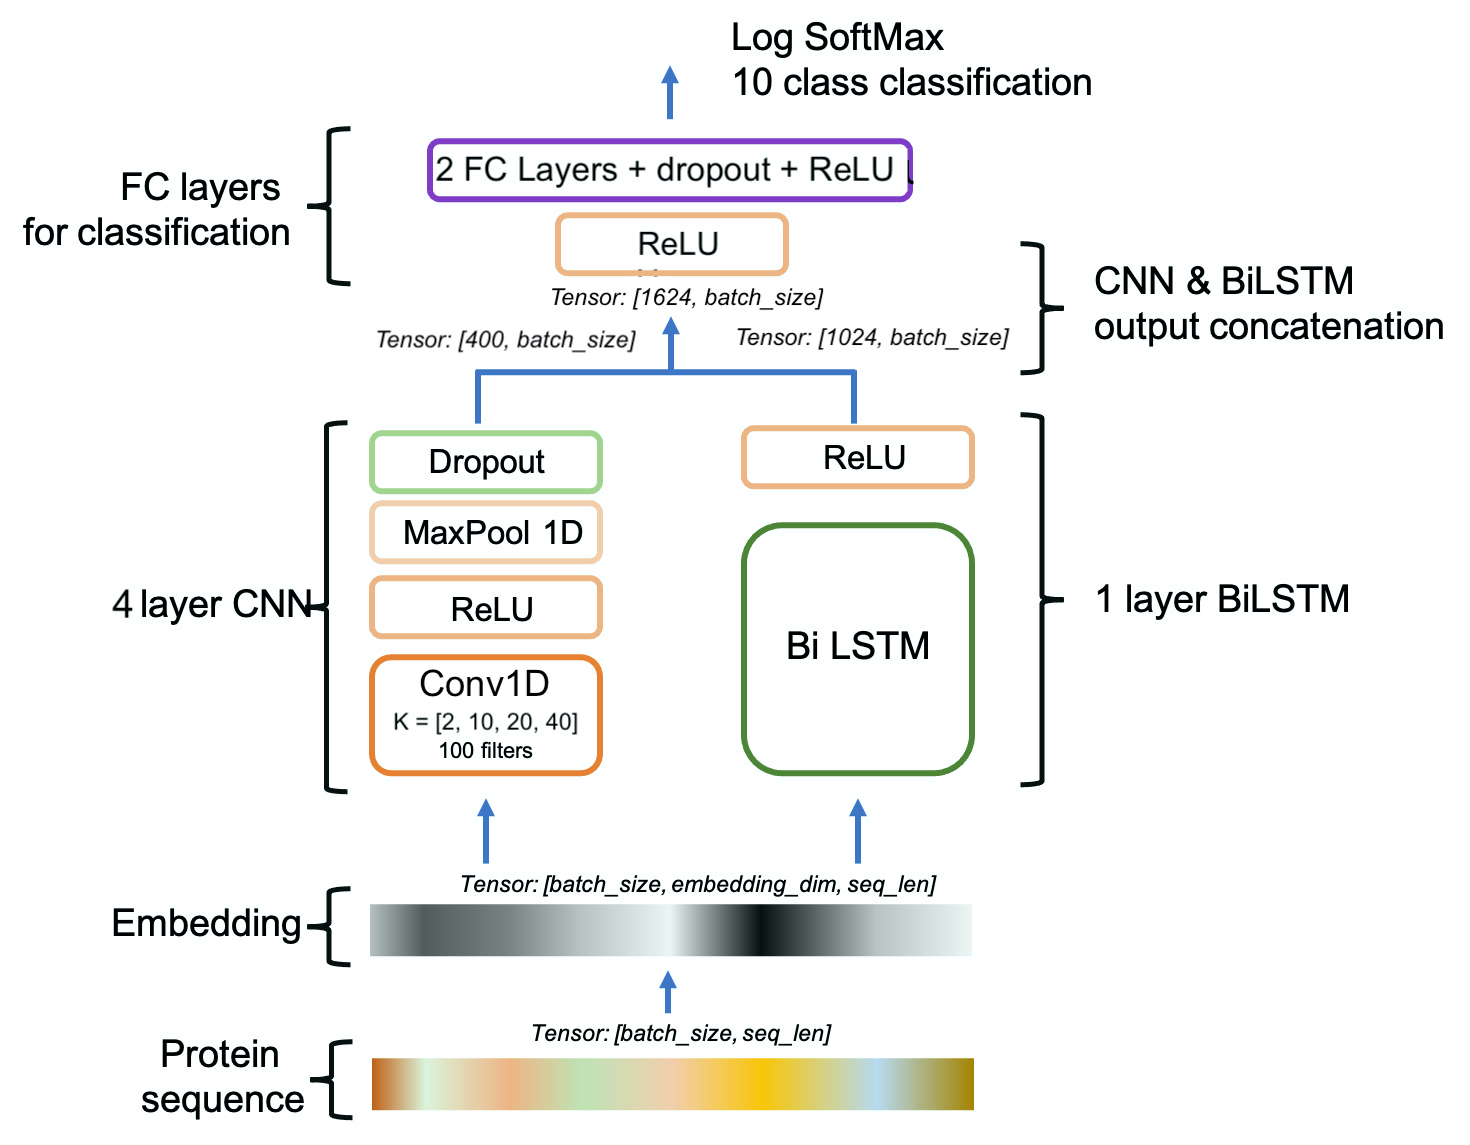 Log SoftMax
10 class classification
FC layers
for classification
2 FC Layers + dropout + ReLU
ReLU
Tensor: [1624, batch_size]
Tensor: [400, batch_size]
Tensor: [1024, batch_size]
CNN & BiLSTM
output concatenation
4 layer CNN
Dropout
MaxPool 1D
ReLU
Conv1D
K = [2, 10, 20, 40]
100 filters
ReLU
Bi LSTM
1 layer BiLSTM
Tensor: [batch_size, embedding_dim, seq_len]
Embedding
Tensor: [batch_size, seq_len]
Protein
sequence